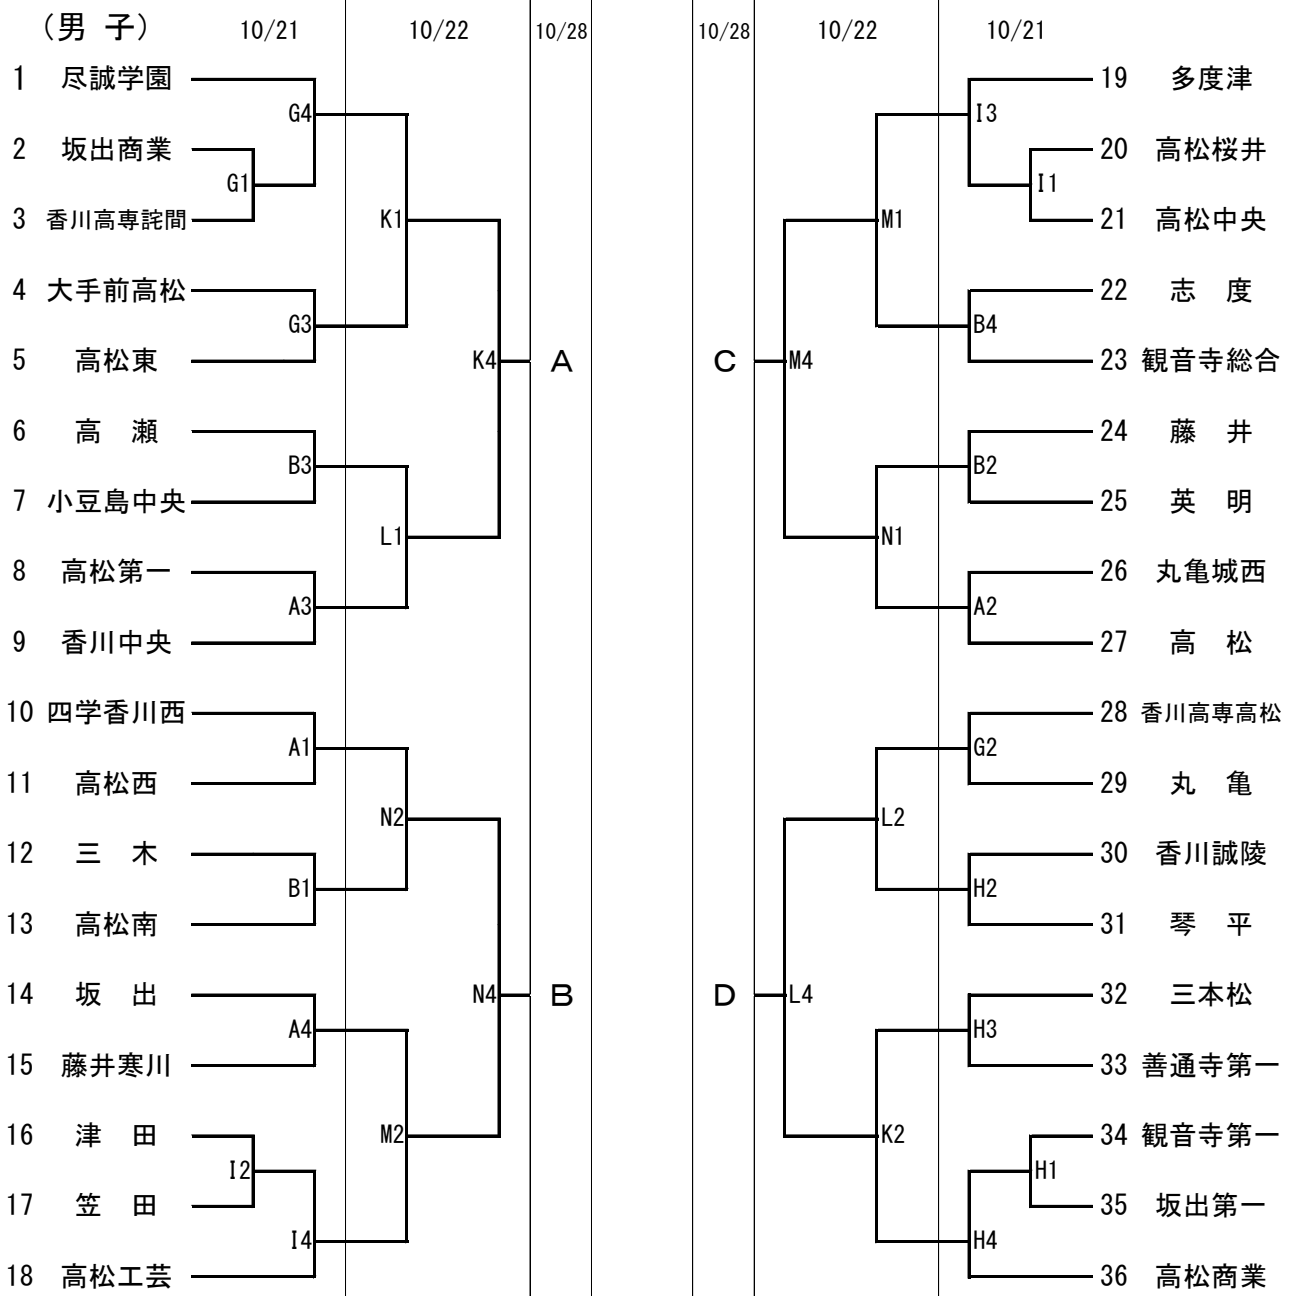 （男 子） 10/21 10/22 10/28 10/28 10/22 10/21
1 尽誠学園 19 多度津
G4 I3
2 坂出商業 20 高松桜井
G1 I1
3 香川高専詫間 K1 M1 21 高松中央
4 大手前高松 22 志 度
G3 B4
5 高松東 K4 A C M4 23 観音寺総合
6 高 瀬 24 藤 井
B3 B2
7 小豆島中央 25 英 明
L1 N1
8 高松第一 26 丸亀城西
A3 A2
9 香川中央 27 高 松
10 四学香川西 28 香川高専高松
A1 G2
11 高松西 29 丸 亀
N2 L2
12 三 木 30 香川誠陵
B1 H2
13 高松南 31 琴 平
14 坂 出 N4 B D L4 32 三本松
A4 H3
15 藤井寒川 33 善通寺第一
16 津 田 M2 K2 34 観音寺第一
I2 H1
17 笠 田 35 坂出第一
I4 H4
18 高松工芸 36 高松商業